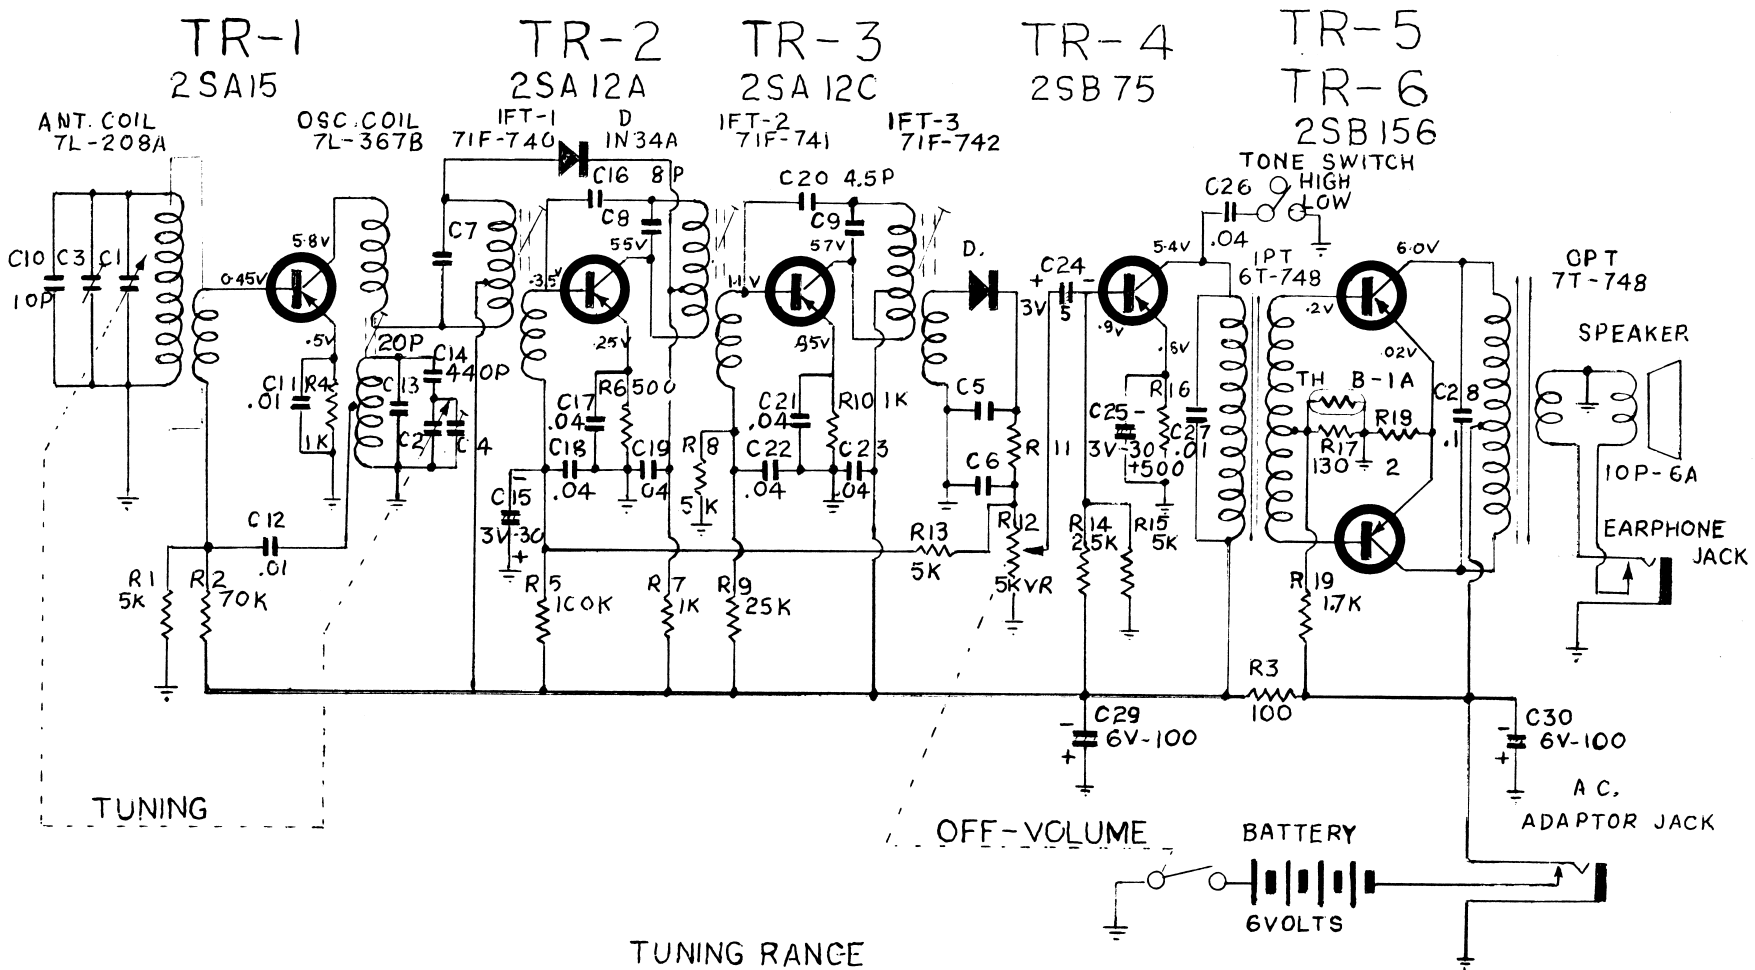 TR-1
2SA15
TR-2
2SA12A
TR-3
2SA12C
TR-4
2SB75
TR-5
TR-6
2SB156
ANT. COIL
7L-208A
OSC. COIL
7L-367B
IFT-1
71F-740
D
1N34A
IFT-2
71F-741
IFT-3
71F-742
TONE SWITCH
HIGH
LOW
C26
.04
C16 8P
C20 4.5P
C7
C8
C9
D.
C10
10P
C3
C1
5.8V
0.45V
.5V
.35V
55V
.25V
1.1V
57V
.95V
C24
+ -
3V 5
5.4V
.9V
.6V
IPT
6T-748
6.0V
.2V
.02V
OPT
7T-748
SPEAKER
10P-6A
EARPHONE
JACK
C11
.01
R4
1K
20P
C13
C14
440P
C2
C4
R6 500
C17
.04
C18
.04
C19
.04
R8
5K
C21
.04
R10 1K
C22
.04
C23
.04
C5
C6
R11
C25 -
3V-30
+500
R16
C27
.01
TH B-1A
R17
130
R18
2
C28
.1
C15
-
3V-30
+
C12
.01
R1
5K
R2
70K
R5
100K
R7
1K
R9
25K
R13
5K
R12
5KVR
R14
2.5K
R15
5K
R19
1.7K
R3
100
C29
- 6V-100
+
C30
- 6V-100
+
A C.
ADAPTOR JACK
TUNING
OFF-VOLUME
BATTERY
6VOLTS
TUNING RANGE